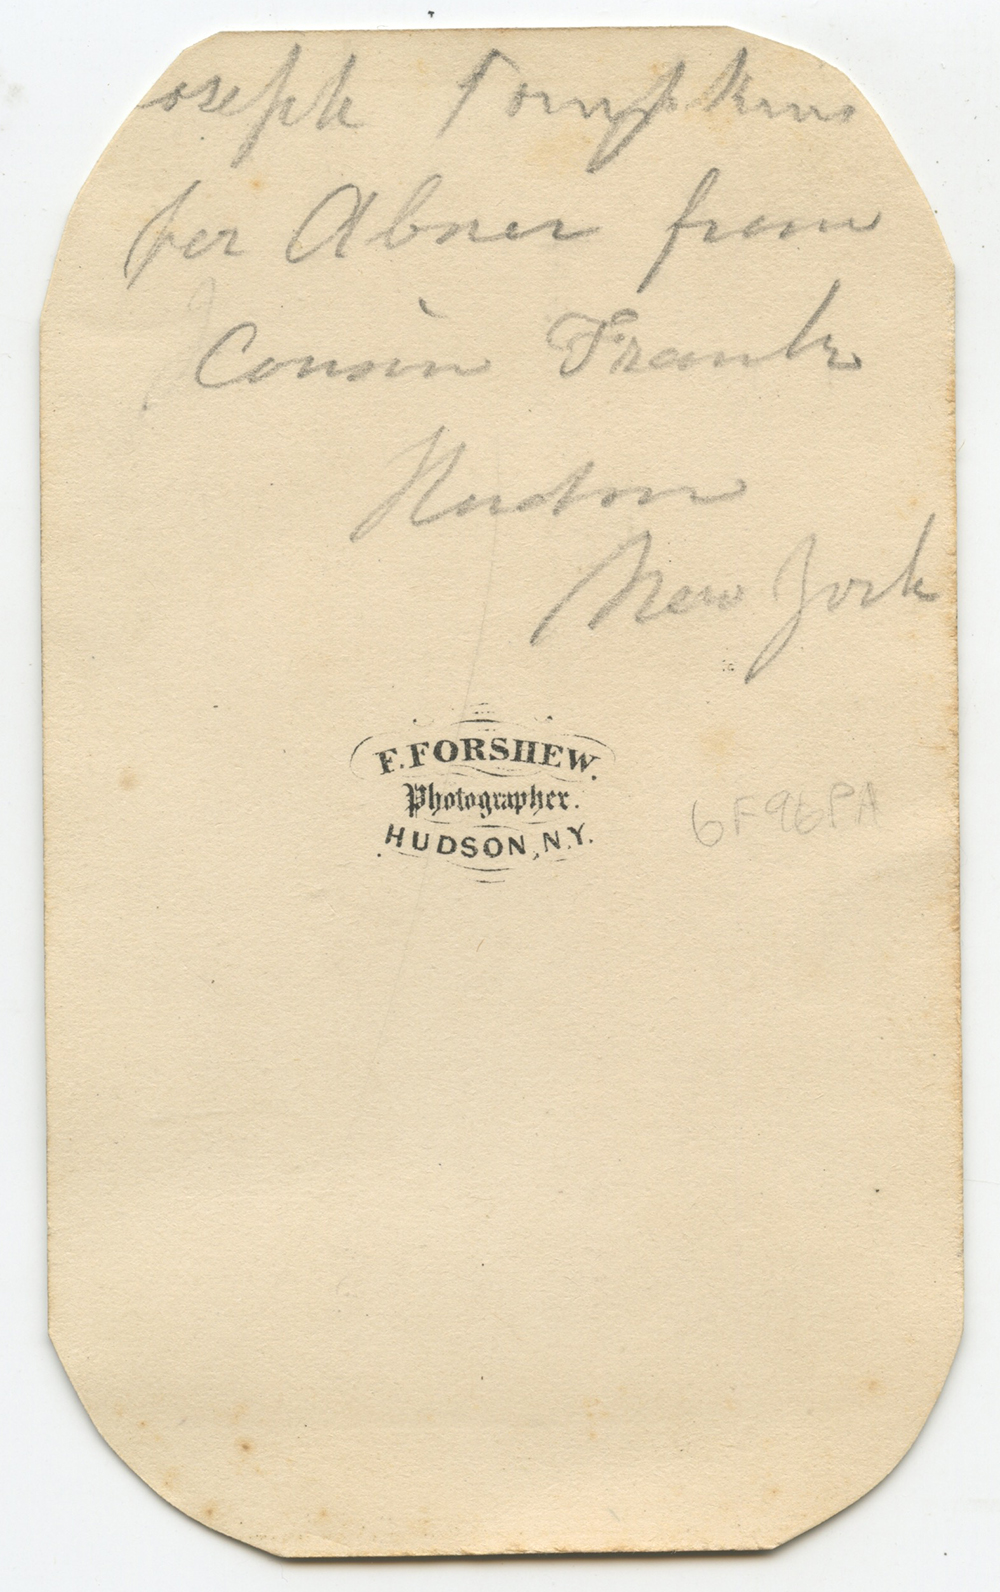 oseph Tompkins
for Abner from
Cousin Frank
Hudson
New York
F. FORSHEW.
Photographer.
HUDSON, N.Y.
6F96PA